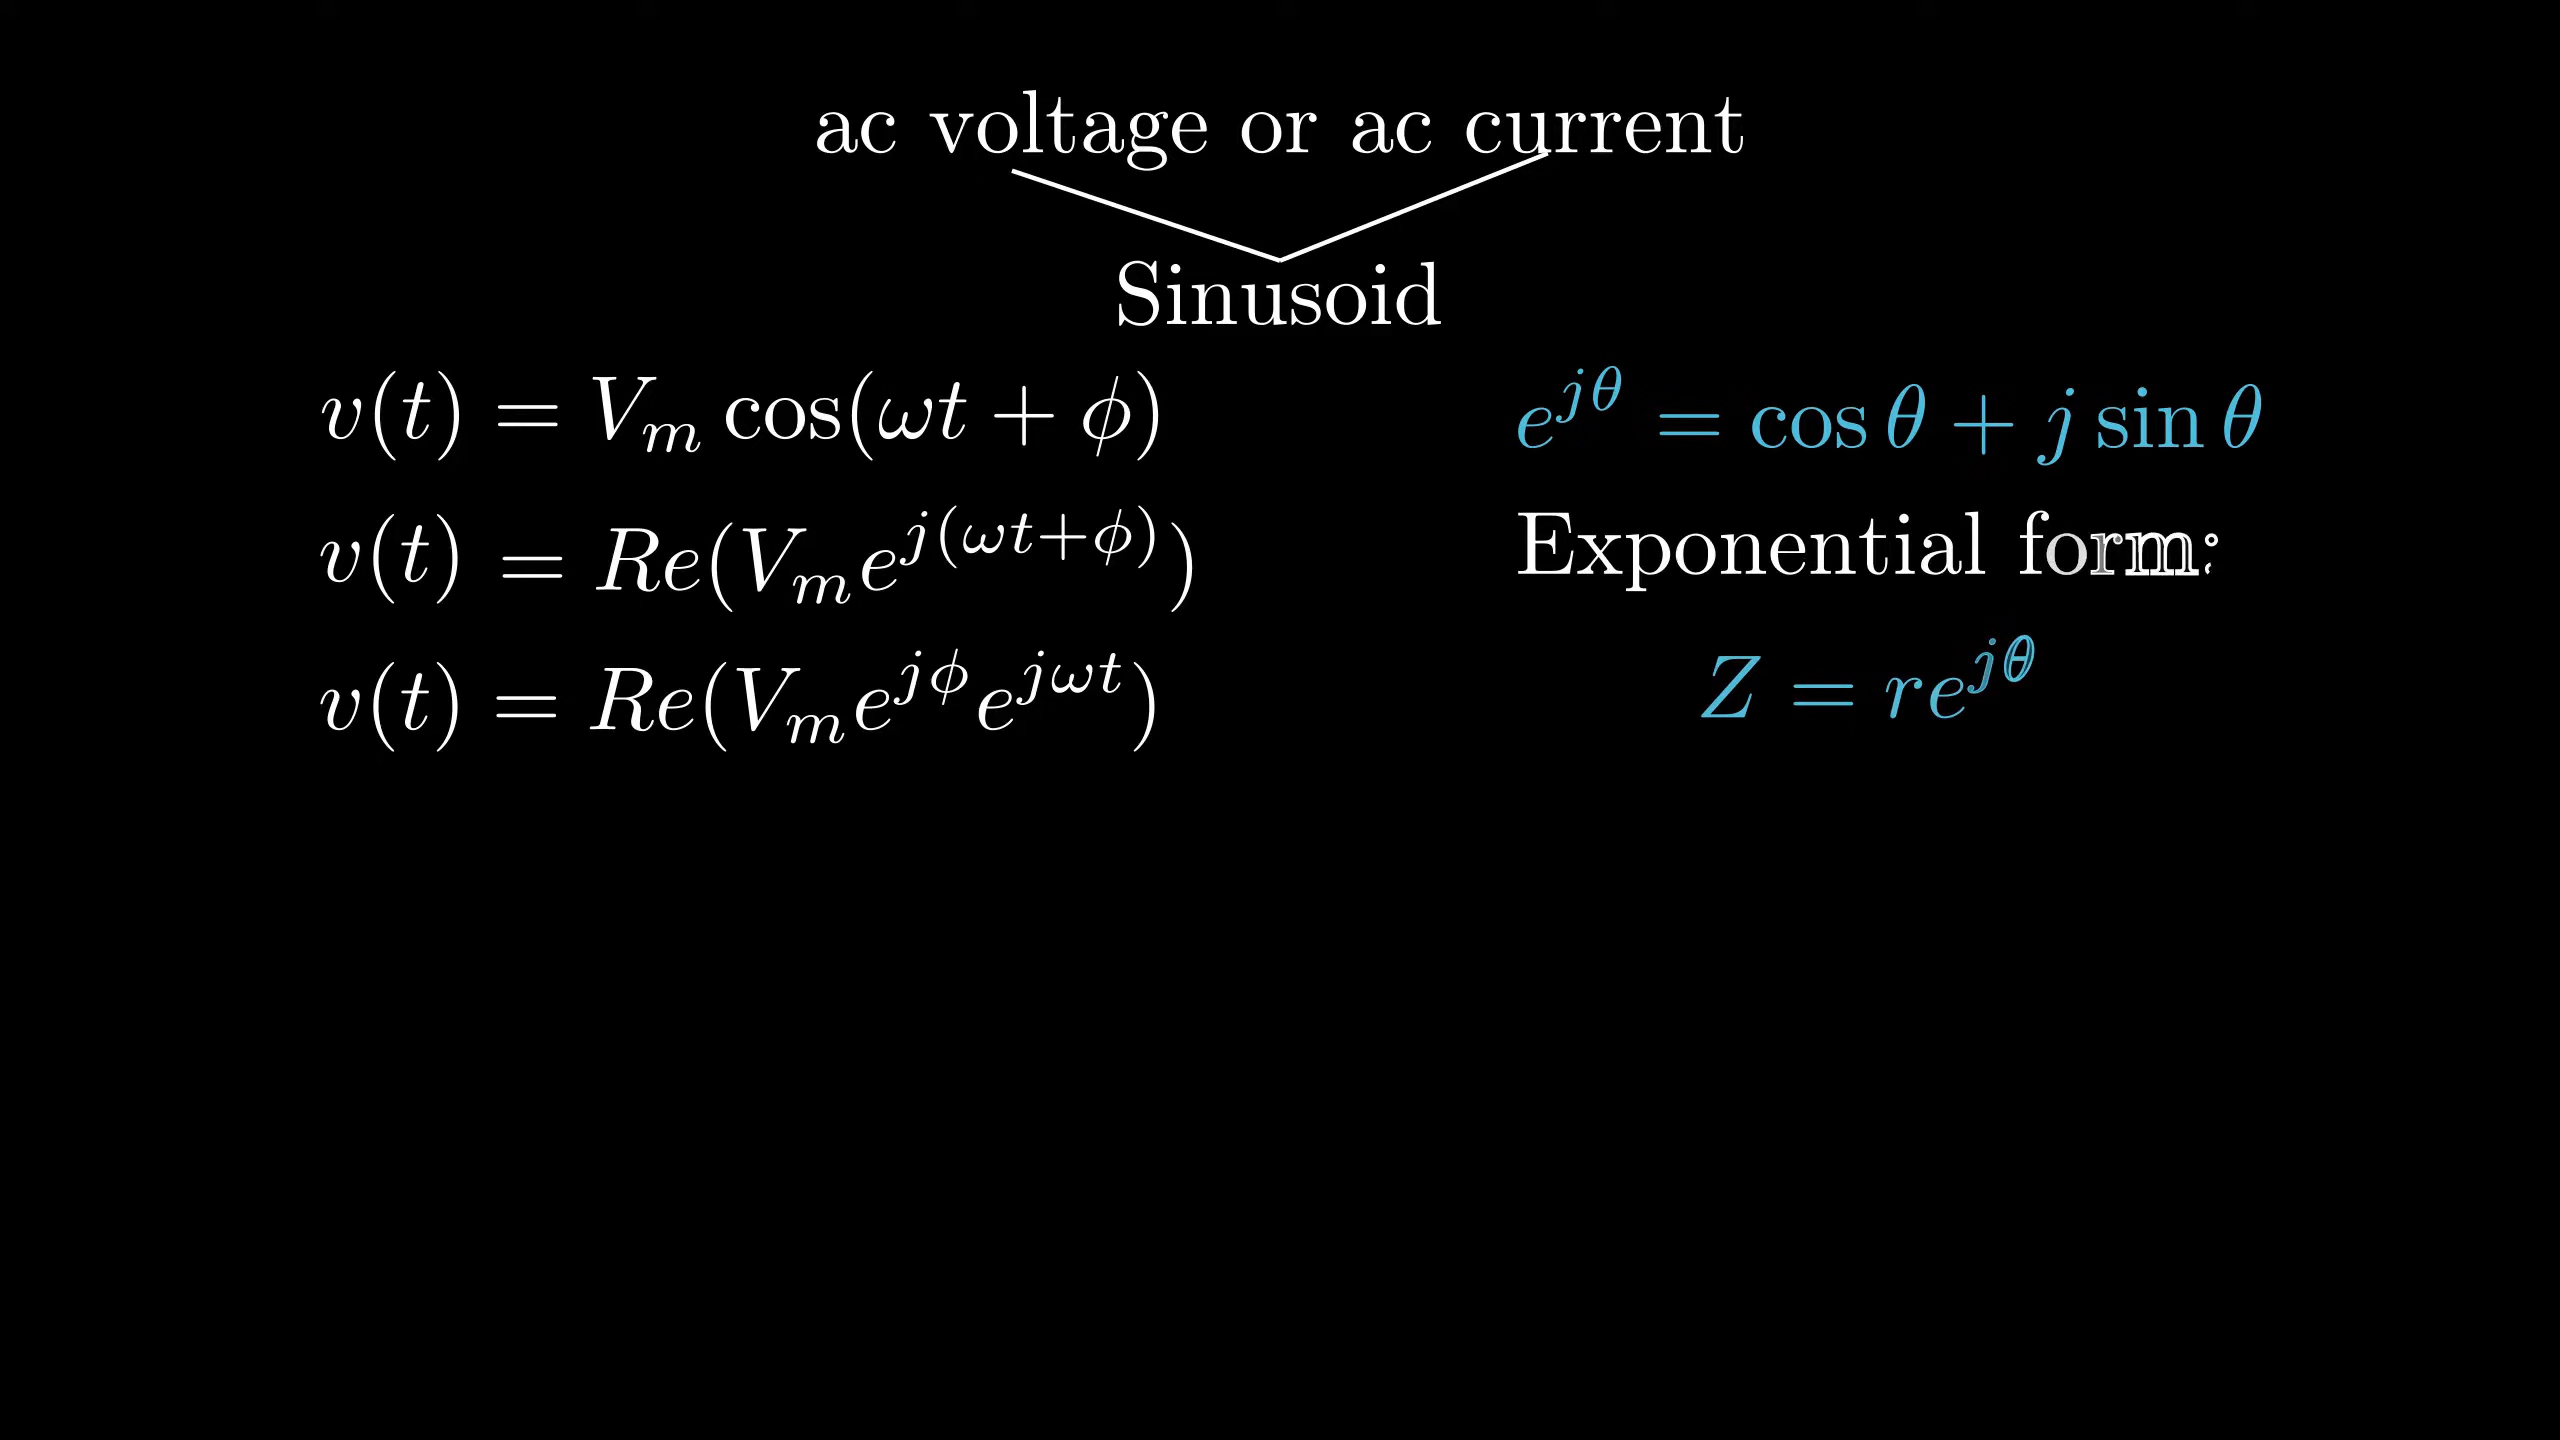 ac voltage or ac current
Sinusoid
v(t) = V_m cos(ωt + ϕ)
v(t) = Re(V_m e^{j(ωt+ϕ)})
v(t) = Re(V_m e^{jϕ} e^{jωt})
e^{jθ} = cos θ + j sin θ
Exponential form:
Z = re^{jθ}